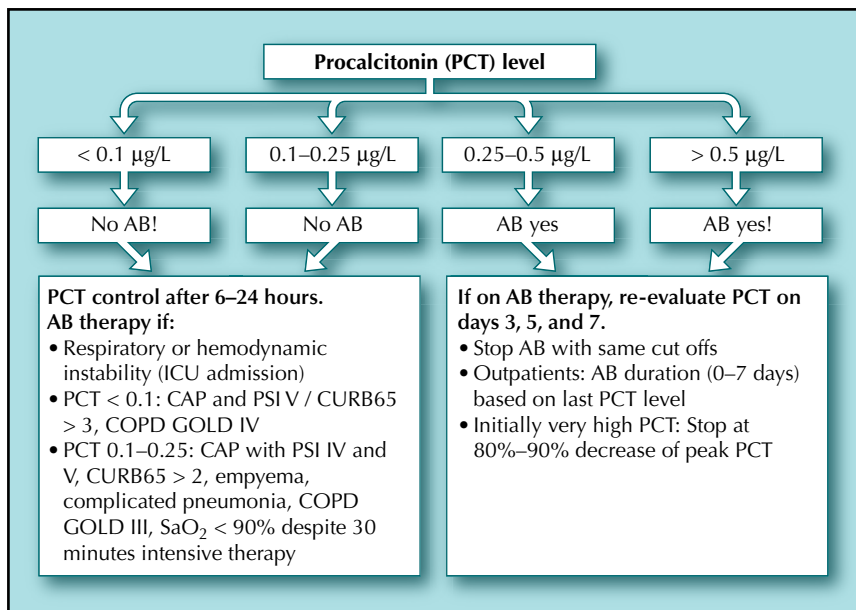 Procalcitonin (PCT) level
< 0.1 µg/L
0.1–0.25 µg/L
0.25–0.5 µg/L
> 0.5 µg/L
No AB!
No AB
AB yes
AB yes!
PCT control after 6–24 hours.
AB therapy if:
• Respiratory or hemodynamic
instability (ICU admission)
• PCT < 0.1: CAP and PSI V / CURB65
> 3, COPD GOLD IV
• PCT 0.1–0.25: CAP with PSI IV and
V, CURB65 > 2, empyema,
complicated pneumonia, COPD
GOLD III, SaO₂ < 90% despite 30
minutes intensive therapy
If on AB therapy, re-evaluate PCT on
days 3, 5, and 7.
• Stop AB with same cut offs
• Outpatients: AB duration (0–7 days)
based on last PCT level
• Initially very high PCT: Stop at
80%–90% decrease of peak PCT